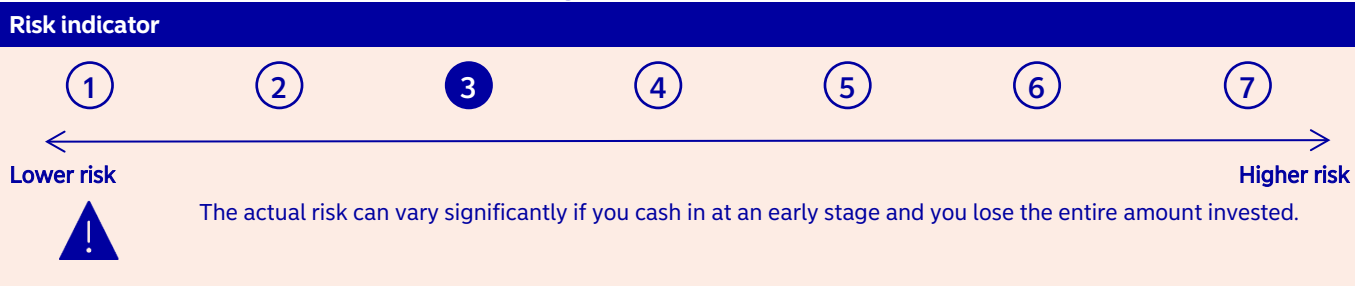 Risk indicator
1 2 3 4 5 6 7
Lower risk Higher risk
! The actual risk can vary significantly if you cash in at an early stage and you lose the entire amount invested.